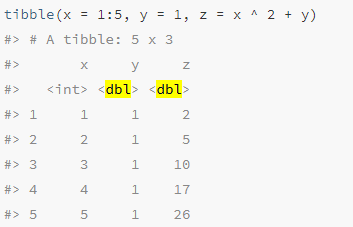 tibble(x = 1:5, y = 1, z = x ^ 2 + y)
#> # A tibble: 5 x 3
#>       x     y     z
#>   <int> <dbl> <dbl>
#> 1     1     1     2
#> 2     2     1     5
#> 3     3     1    10
#> 4     4     1    17
#> 5     5     1    26